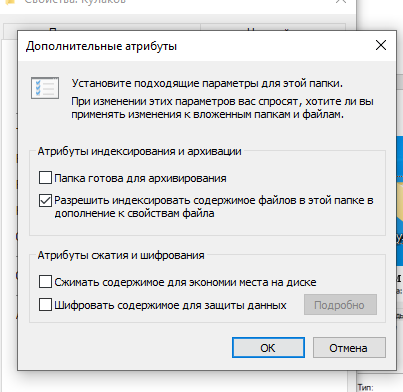 Свойства: Кулаков
Дополнительные атрибуты
Установите подходящие параметры для этой папки.
При изменении этих параметров вас спросят, хотите ли вы
применять изменения к вложенным папкам и файлам.
Атрибуты индексирования и архивации
Папка готова для архивирования
Разрешить индексировать содержимое файлов в этой папке в
дополнение к свойствам файла
Атрибуты сжатия и шифрования
Сжимать содержимое для экономии места на диске
Шифровать содержимое для защиты данных
Подробно
ОК
Отмена
Тип: